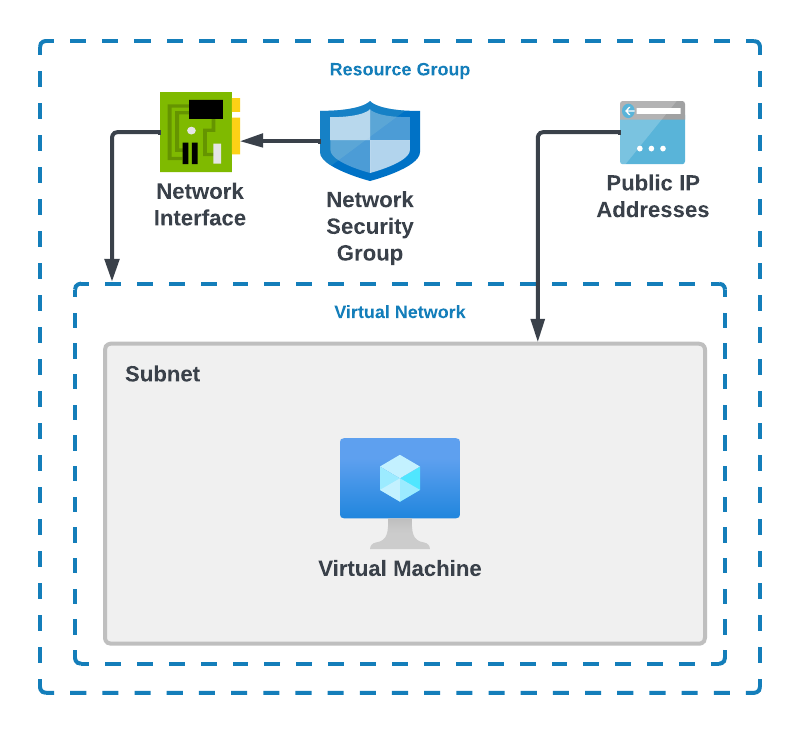 Resource Group
Network
Interface
Network
Security
Group
Public IP
Addresses
Virtual Network
Subnet
Virtual Machine